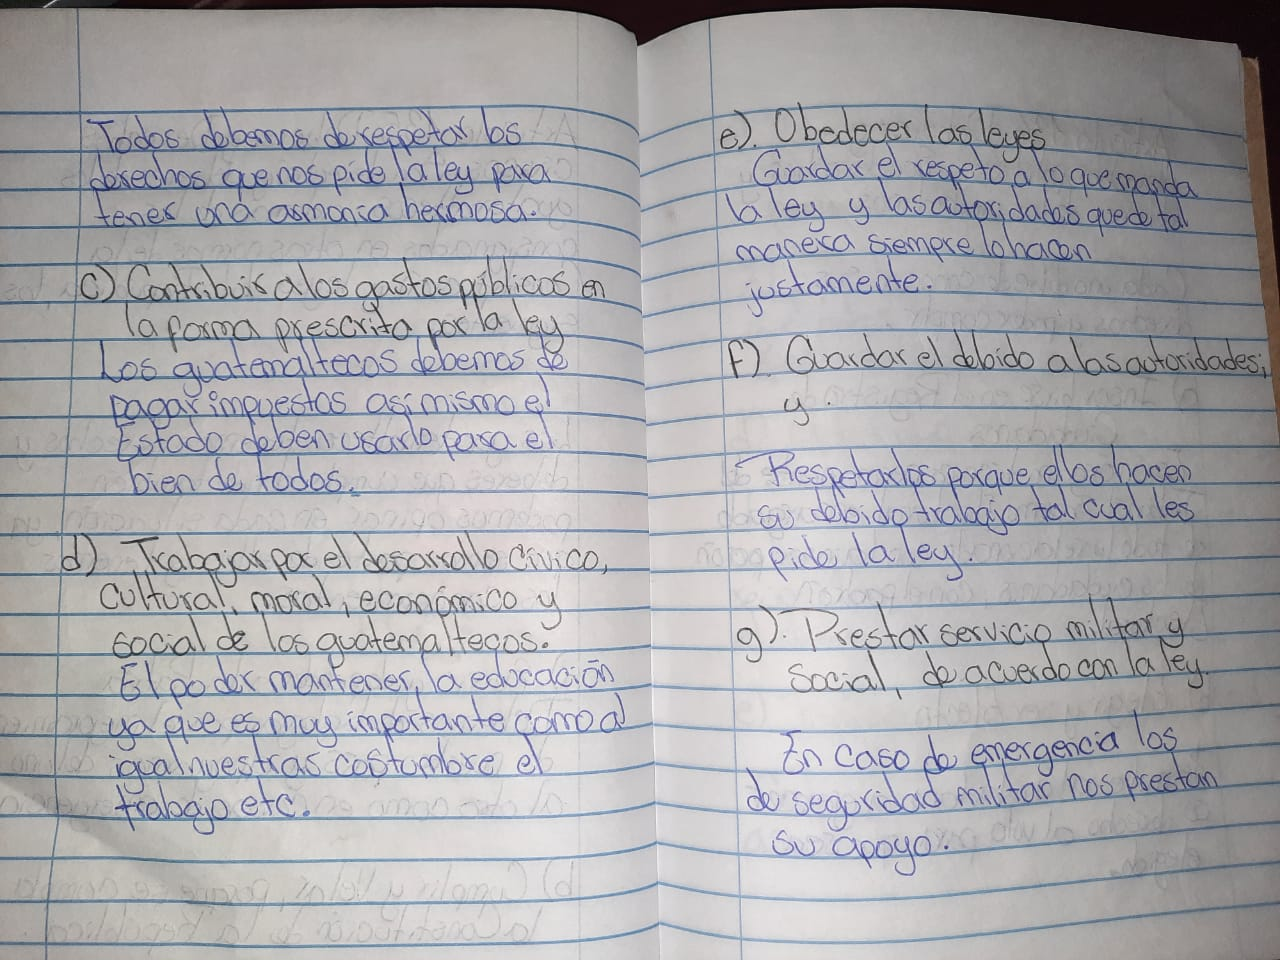 Todos debemos de respetar los
derechos que nos pide la ley para
tener una armonia hermosa.
c) Contribuir a los gastos públicos en
la forma prescrita por la ley
Los guatemaltecos debemos de
pagar impuestos asi mismo el
Estado deben usarlo para el
bien de todos.
d) Trabajar por el desarrollo civico,
cultural, moral, económico y
social de los guatemaltecos.
El poder mantener, la educación
ya que es muy importante como al
igual nuestras costumbre el
trabajo etc.
e). Obedecer las leyes
Guardar el respeto a lo que manda
la ley y las autoridades que de tal
manera siempre lo hacen
justamente.
f). Guardar el debido a las autoridades;
y.
Respetarlos porque ellos hacen
su debido trabajo tal cual les
pide la ley.
g). Prestar servicio militar y
Social, de acuerdo con la ley.
En caso de emergencia los
de seguridad militar nos prestan
su apoyo.